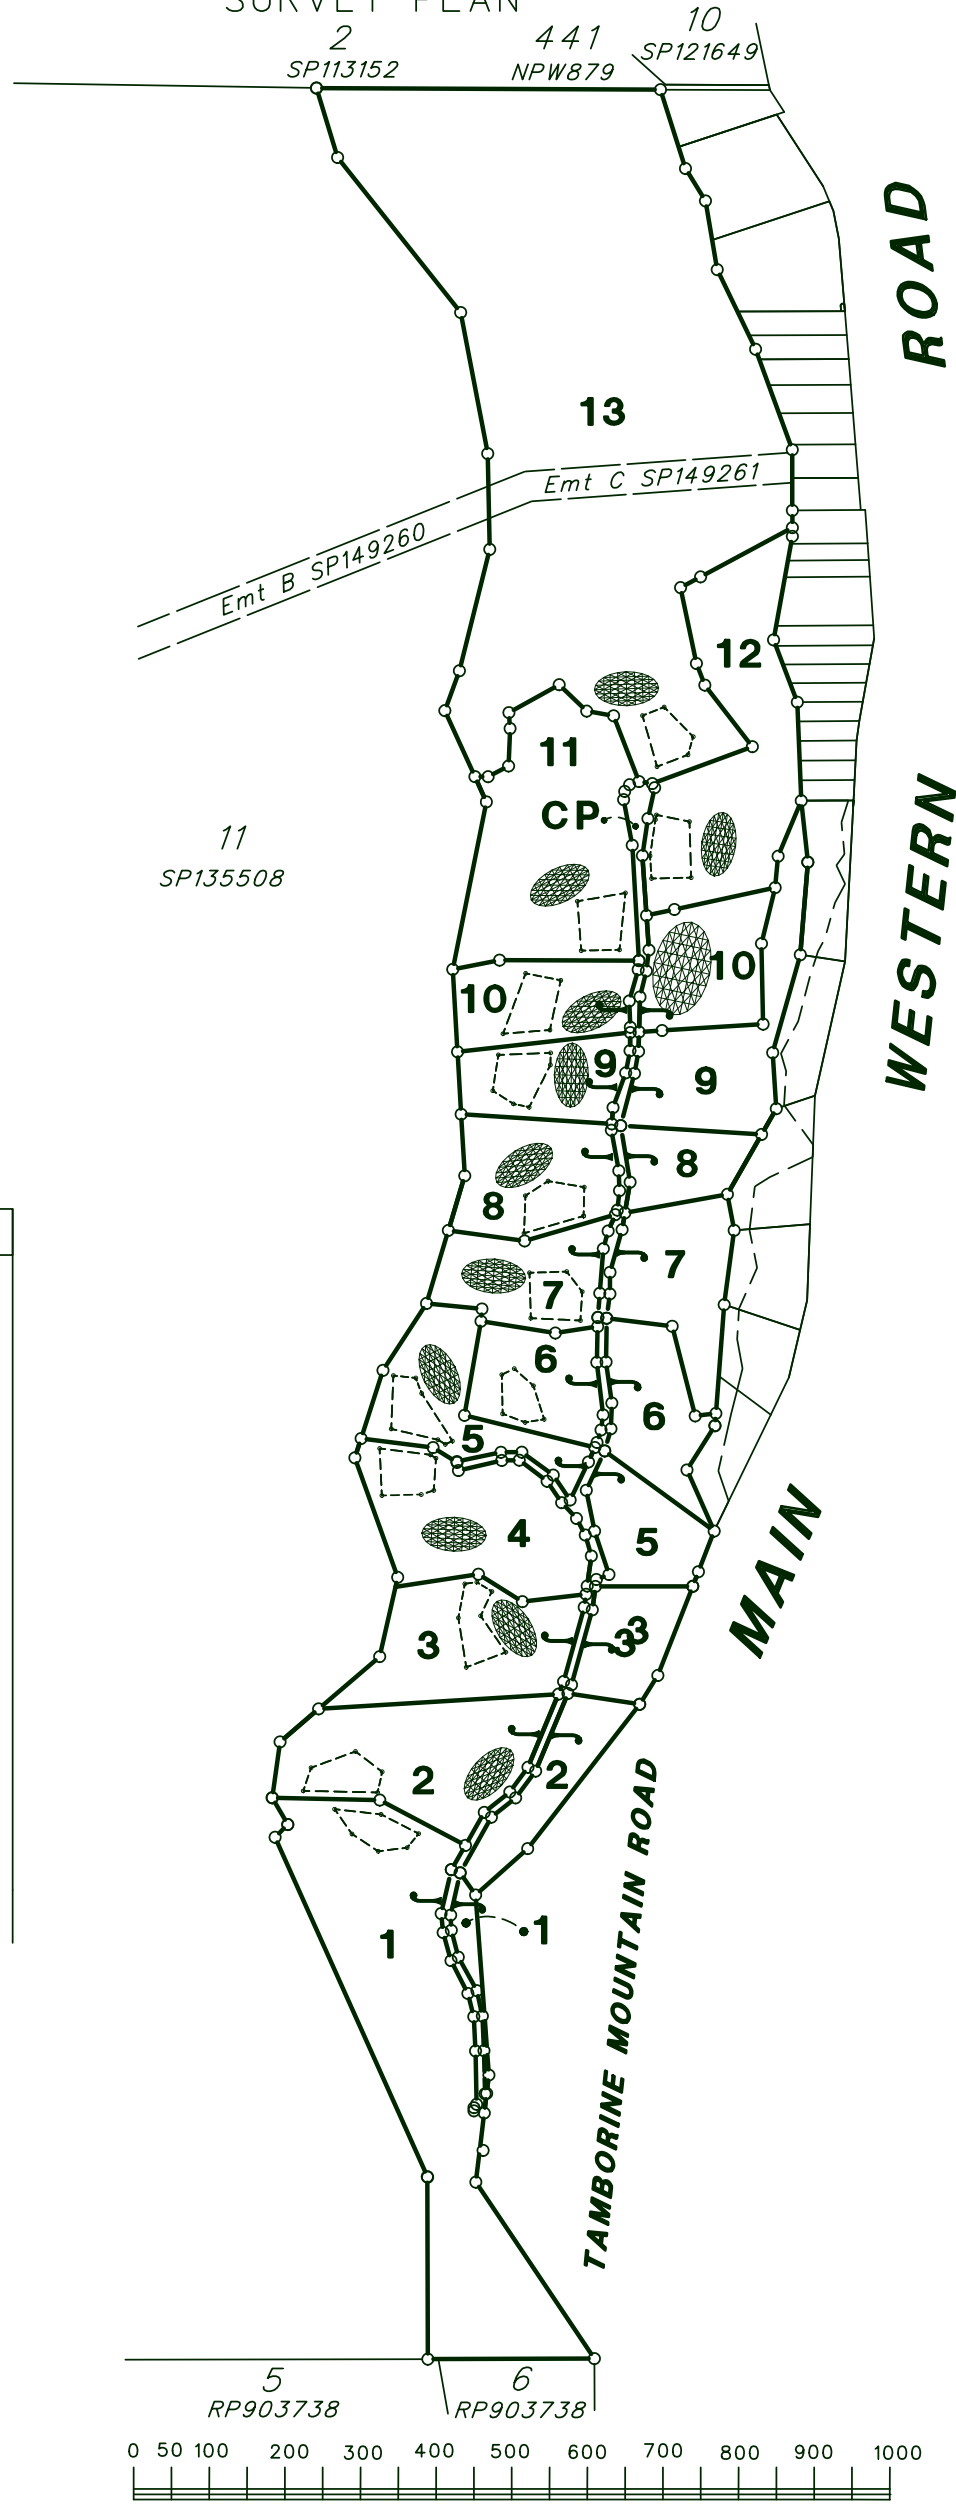 SURVEY PLAN
2
SP113152
441
NPW879
10
SP121649
ROAD
13
Emt C SP149261
Emt B SP149260
12
11
CP
11
SP135508
10
10
WESTERN
9
9
8
8
7
7
6
6
5
4
5
MAIN
3
3
3
2
2
TAMBORINE MOUNTAIN ROAD
1
1
5
RP903738
6
RP903738
0 50 100 200 300 400 500 600 700 800 900 1000